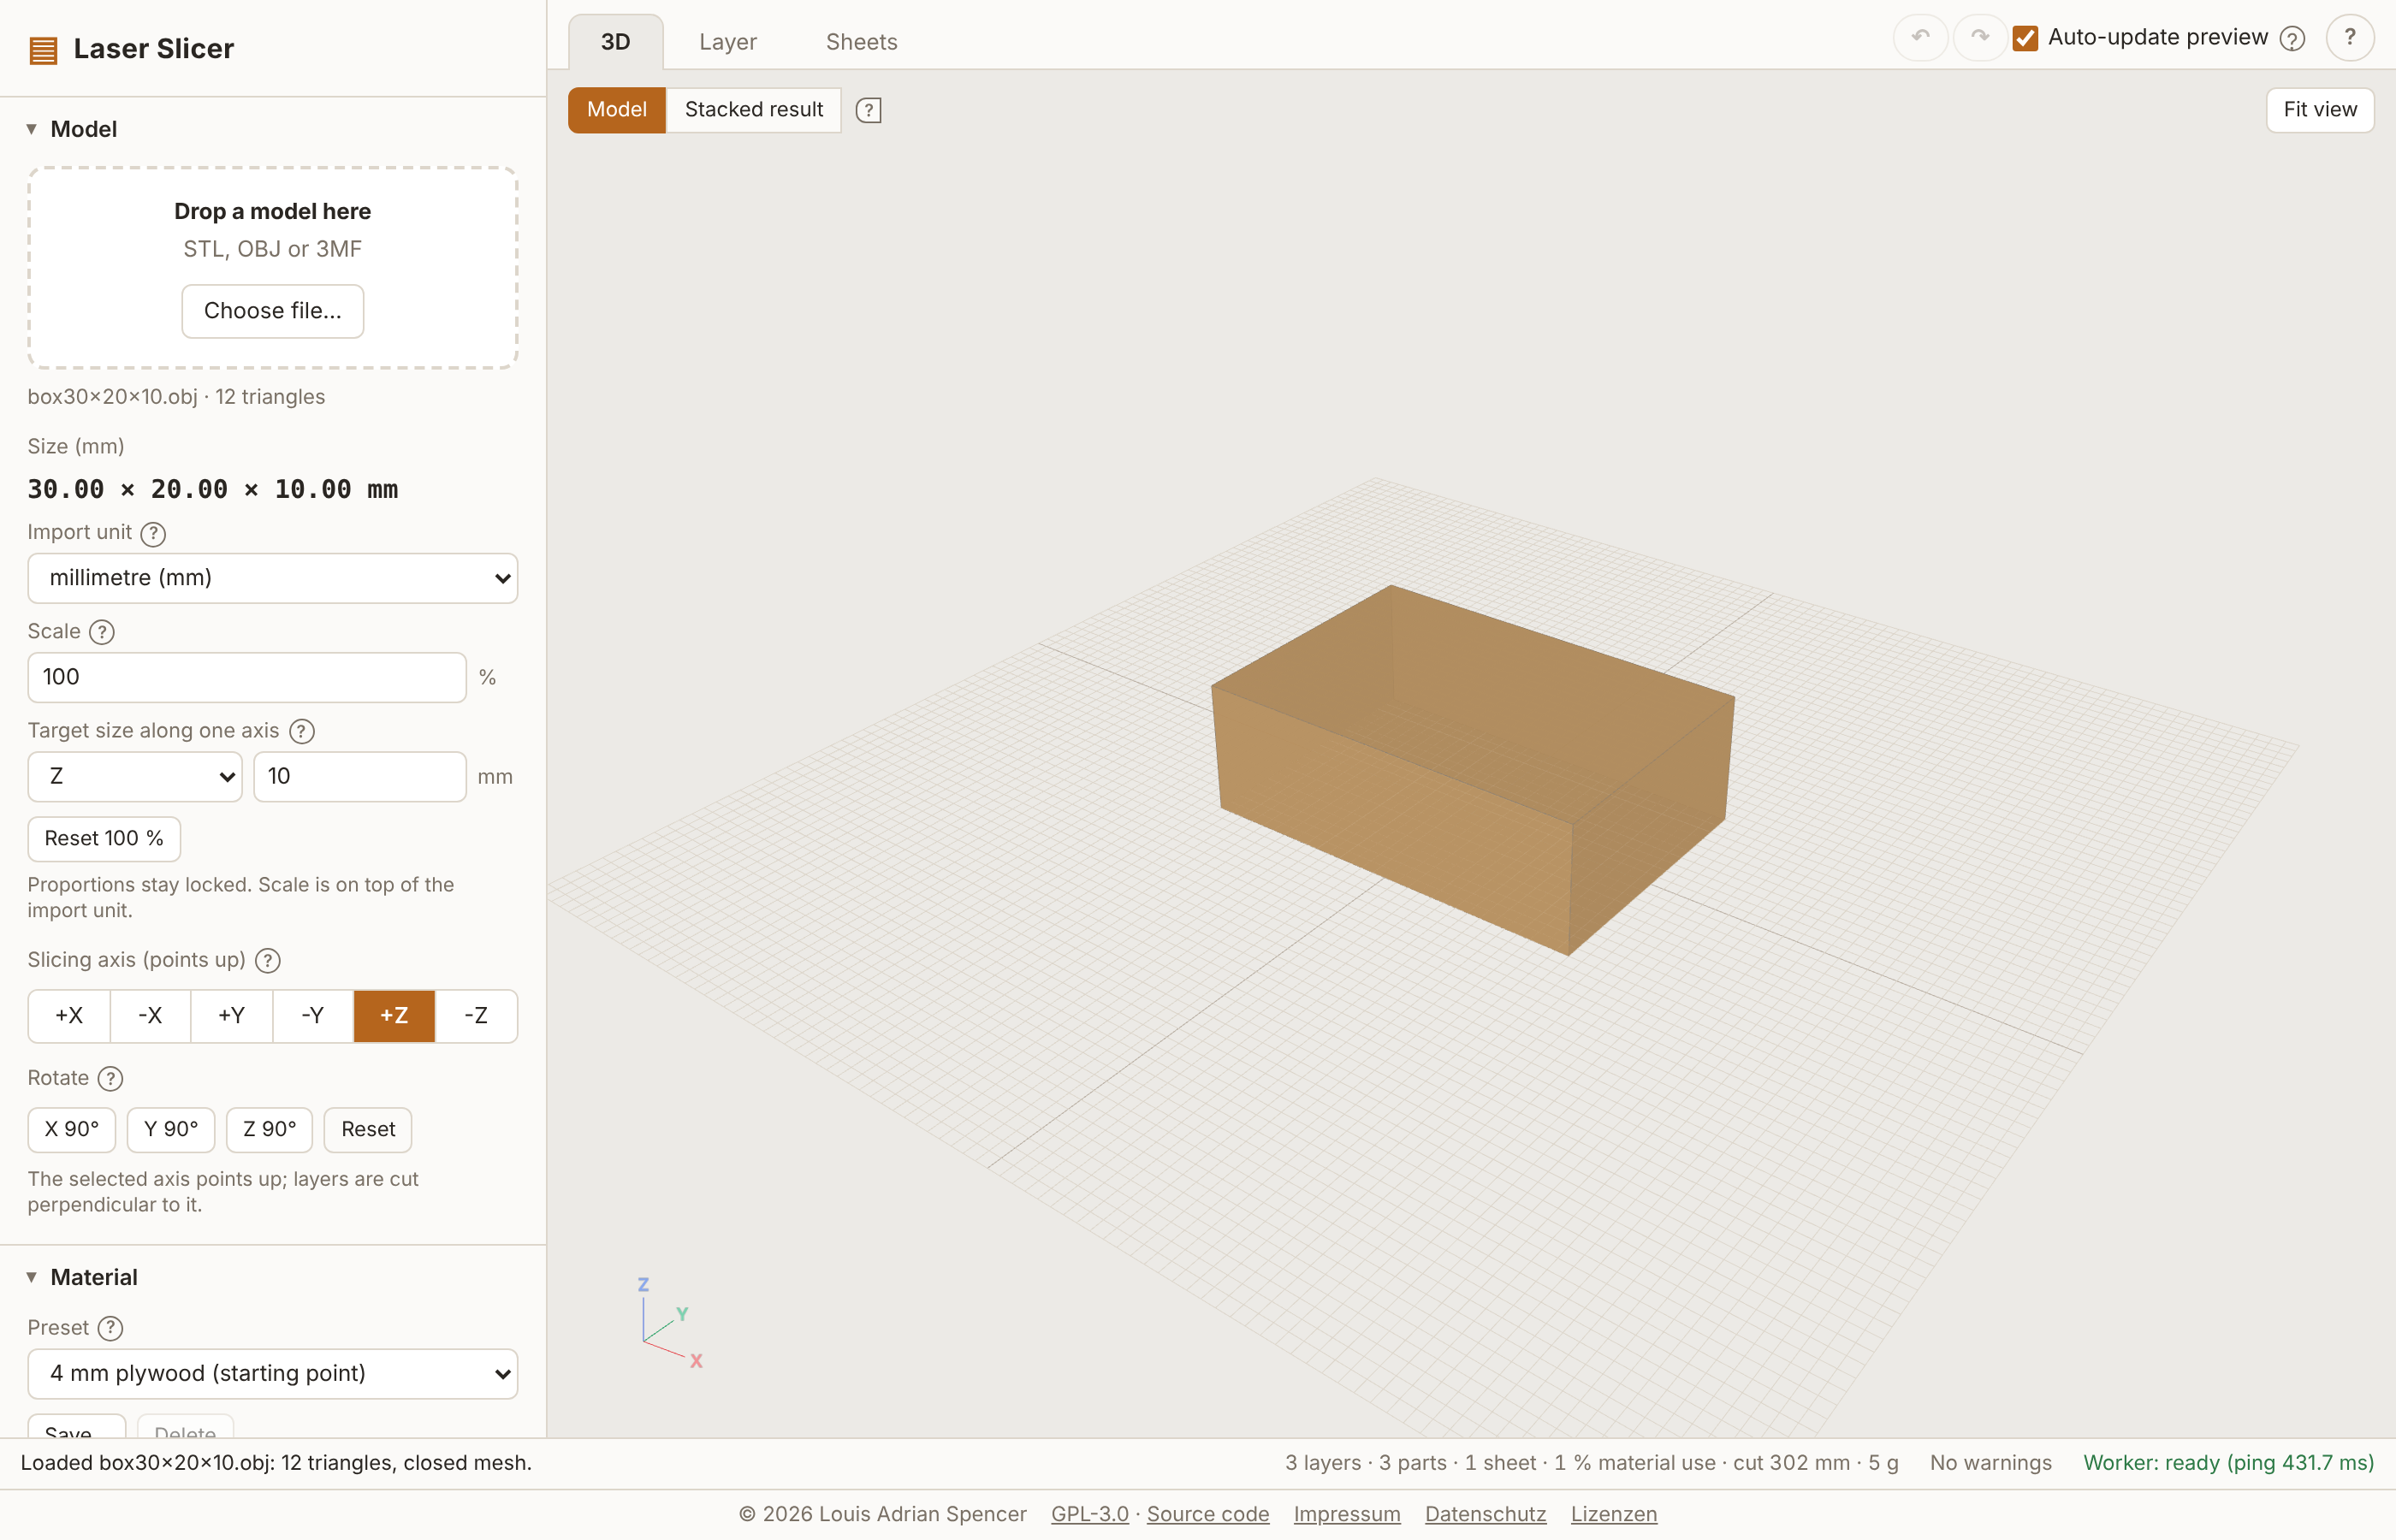 Laser Slicer
3D
Layer
Sheets
↶
↷
Auto-update preview ?
?
▼ Model
Drop a model here
STL, OBJ or 3MF
Choose file…
box30×20×10.obj · 12 triangles
Size (mm)
30.00 × 20.00 × 10.00 mm
Import unit ?
millimetre (mm)
Scale ?
100 %
Target size along one axis ?
Z 10 mm
Reset 100 %
Proportions stay locked. Scale is on top of the
import unit.
Slicing axis (points up) ?
+X -X +Y -Y +Z -Z
Rotate ?
X 90° Y 90° Z 90° Reset
The selected axis points up; layers are cut
perpendicular to it.
▼ Material
Preset ?
4 mm plywood (starting point)
Save… Delete
Model Stacked result ?
Fit view
Z
Y
X
Loaded box30×20×10.obj: 12 triangles, closed mesh.
3 layers · 3 parts · 1 sheet · 1 % material use · cut 302 mm · 5 g
No warnings
Worker: ready (ping 431.7 ms)
© 2026 Louis Adrian Spencer GPL-3.0 · Source code Impressum Datenschutz Lizenzen